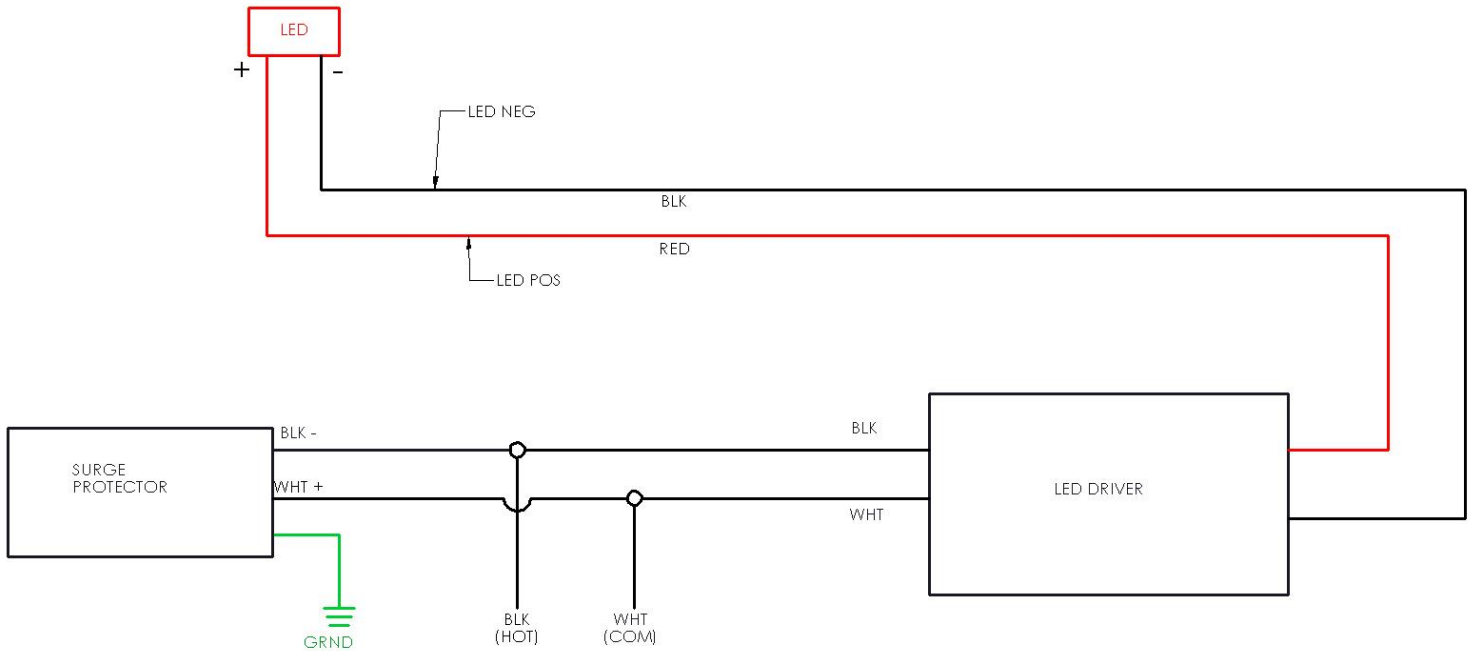 LED
+
-
LED NEG
BLK
RED
LED POS
BLK -
BLK
SURGE
PROTECTOR
WHT +
LED DRIVER
WHT
BLK
(HOT)
WHT
(COM)
GRND